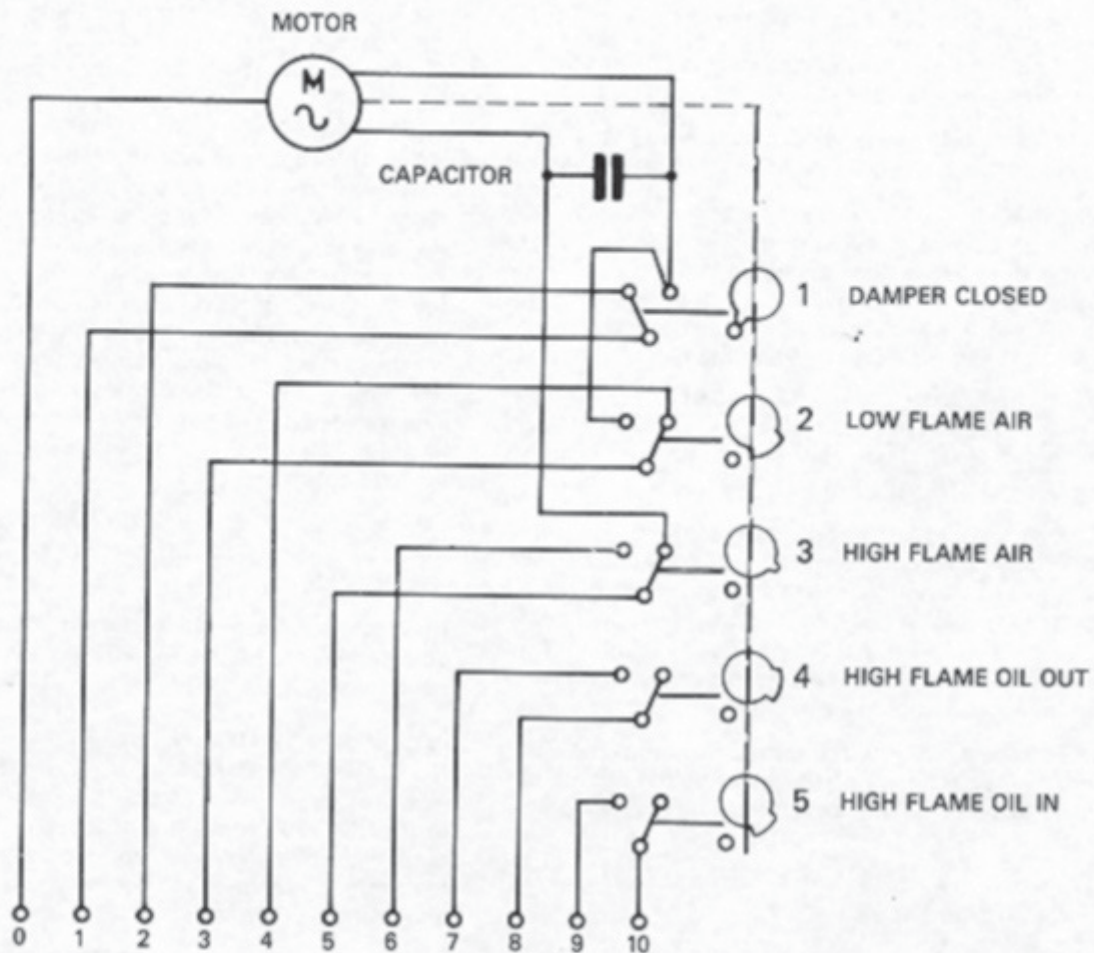 MOTOR
M
CAPACITOR
1 DAMPER CLOSED
2 LOW FLAME AIR
3 HIGH FLAME AIR
4 HIGH FLAME OIL OUT
5 HIGH FLAME OIL IN
0 1 2 3 4 5 6 7 8 9 10